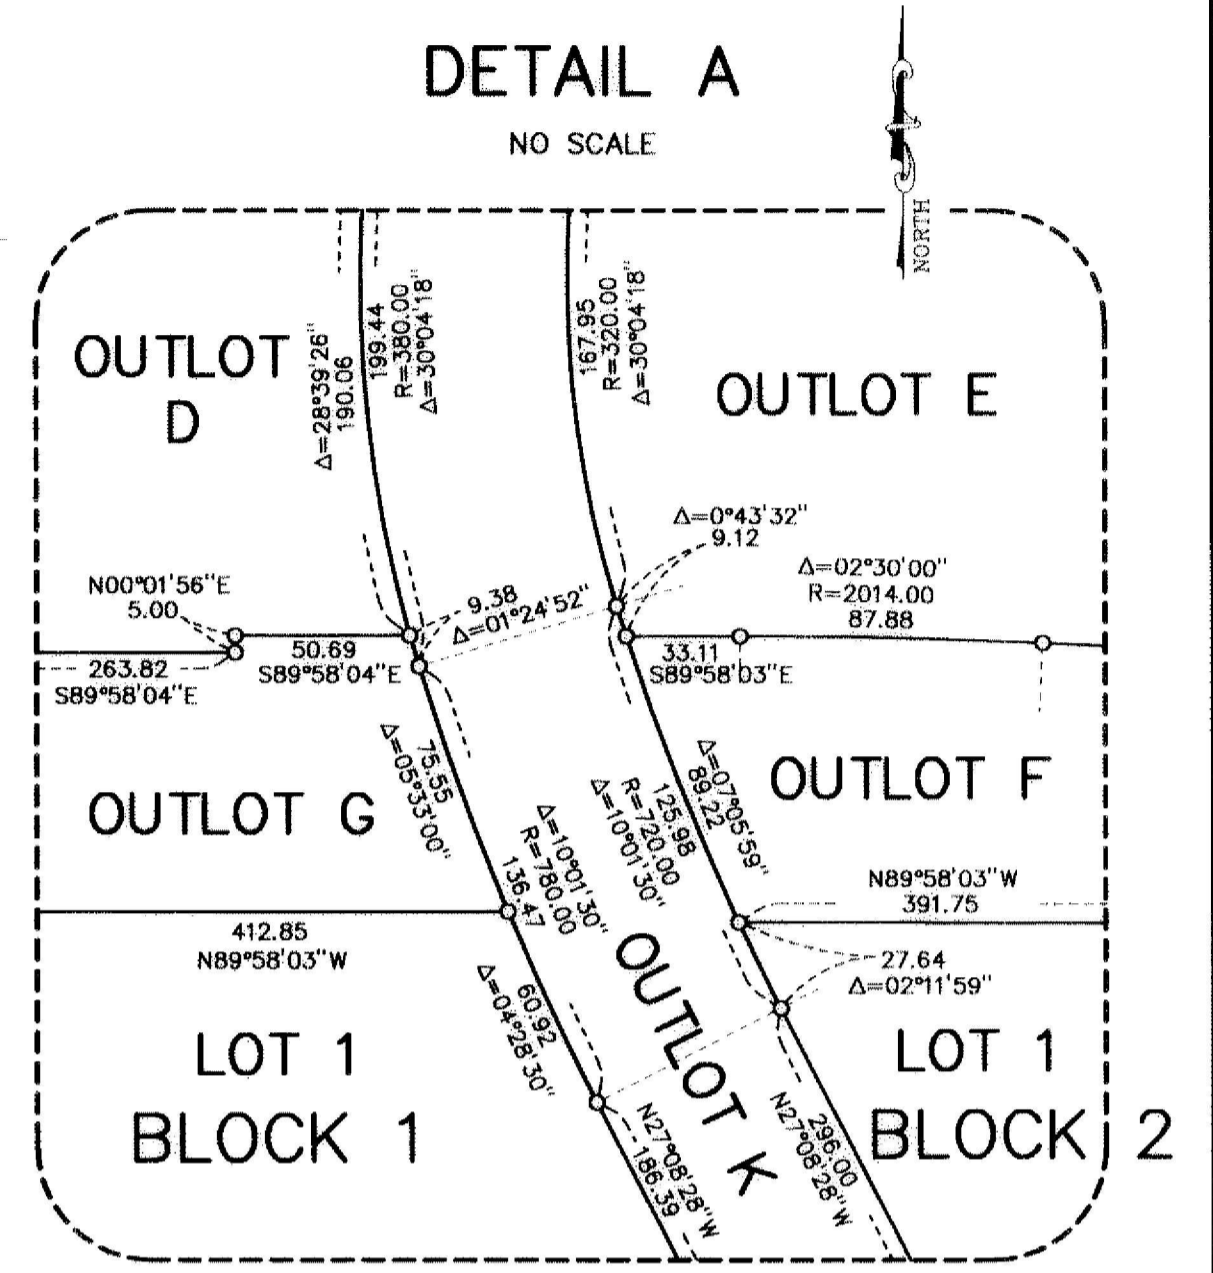 DETAIL A
NO SCALE
NORTH
OUTLOT
D
Δ=28°39'26"
190.06
199.44
R=380.00
Δ=30°04'18"
167.95
R=320.00
Δ=30°04'18"
OUTLOT E
Δ=0°43'32"
9.12
Δ=02°30'00"
R=2014.00
87.88
N00°01'56"E
5.00
9.38
Δ=01°24'52"
50.69
S89°58'04"E
263.82
S89°58'04"E
33.11
S89°58'03"E
75.55
Δ=05°33'00"
OUTLOT G
Δ=10°01'30"
R=780.00
136.47
125.98
R=720.00
Δ=10°01'30"
Δ=07°05'59"
89.22
OUTLOT F
N89°58'03"W
391.75
412.85
N89°58'03"W
27.64
Δ=02°11'59"
60.92
Δ=04°28'30"
OUTLOT K
LOT 1
BLOCK 1
LOT 1
BLOCK 2
N27°08'28"W
186.39
296.00
N27°08'28"W